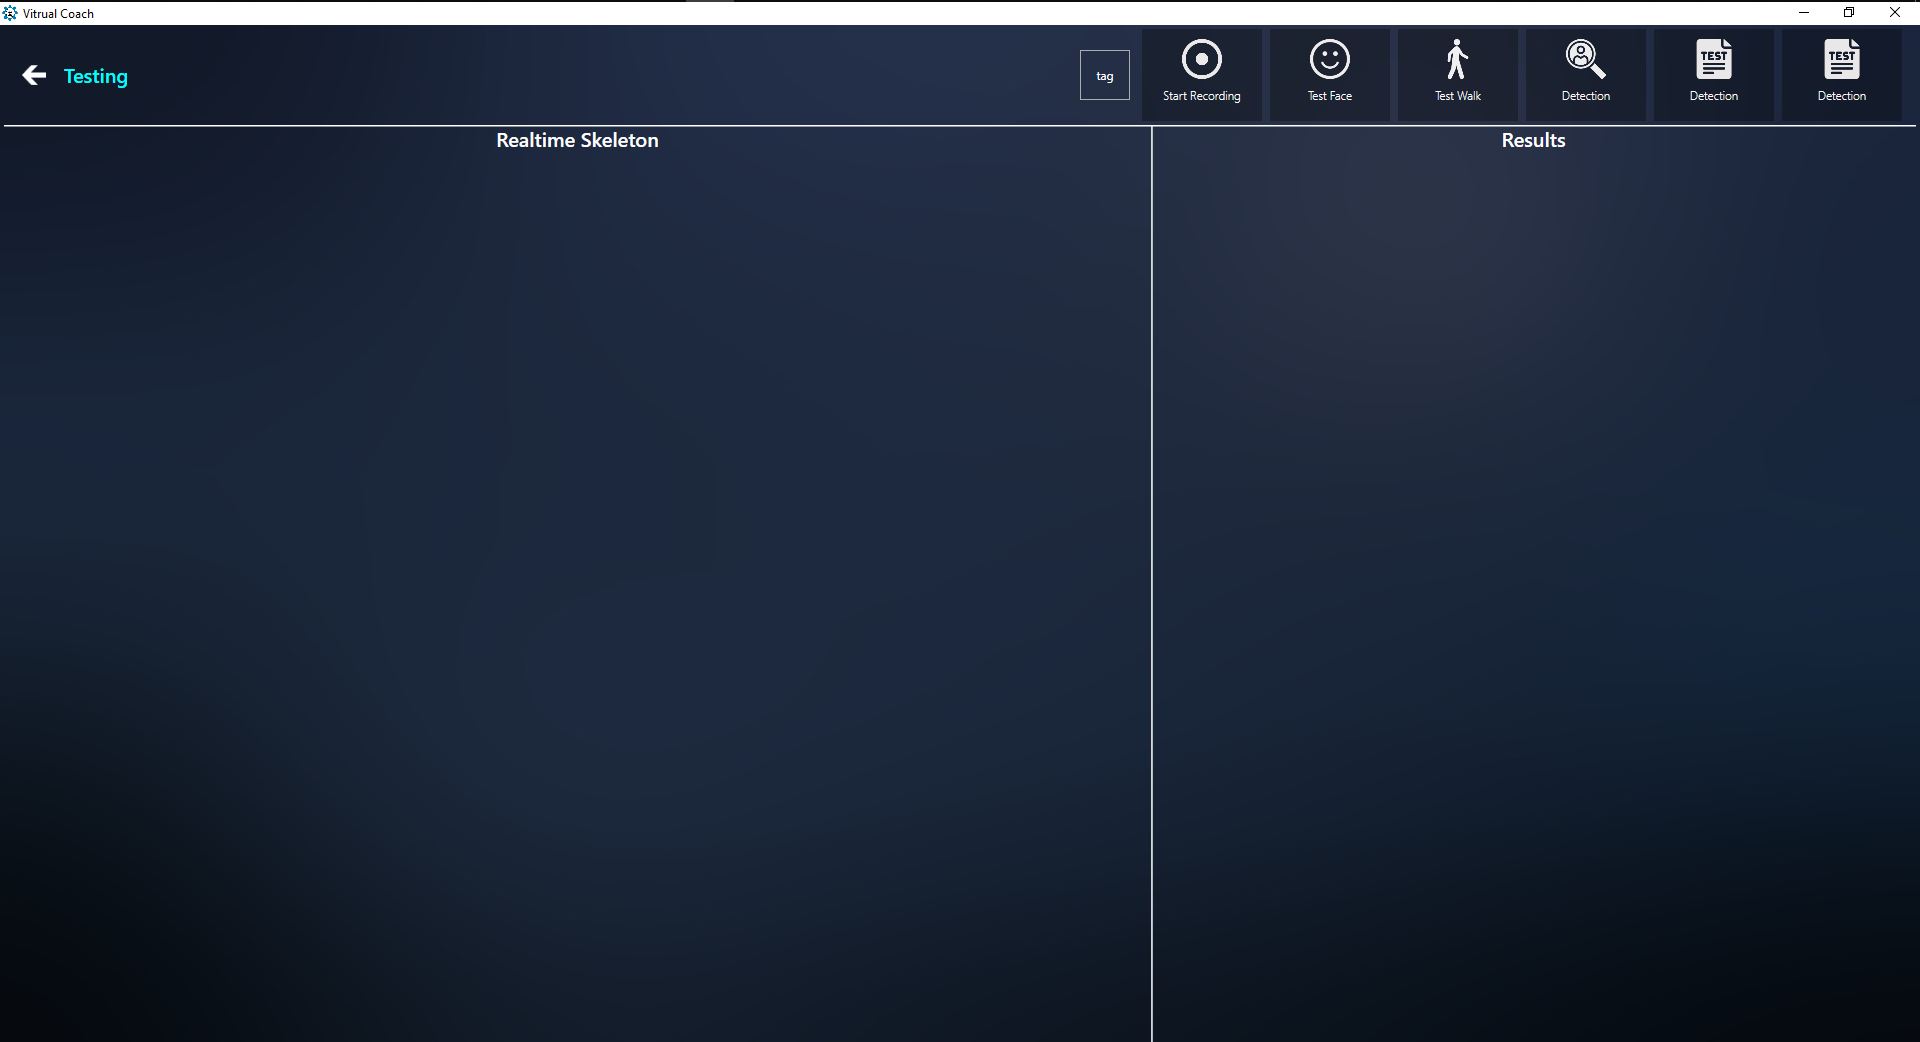 Vitrual Coach
Testing
tag
Start Recording
Test Face
Test Walk
Detection
TEST
Detection
TEST
Detection
Realtime Skeleton
Results